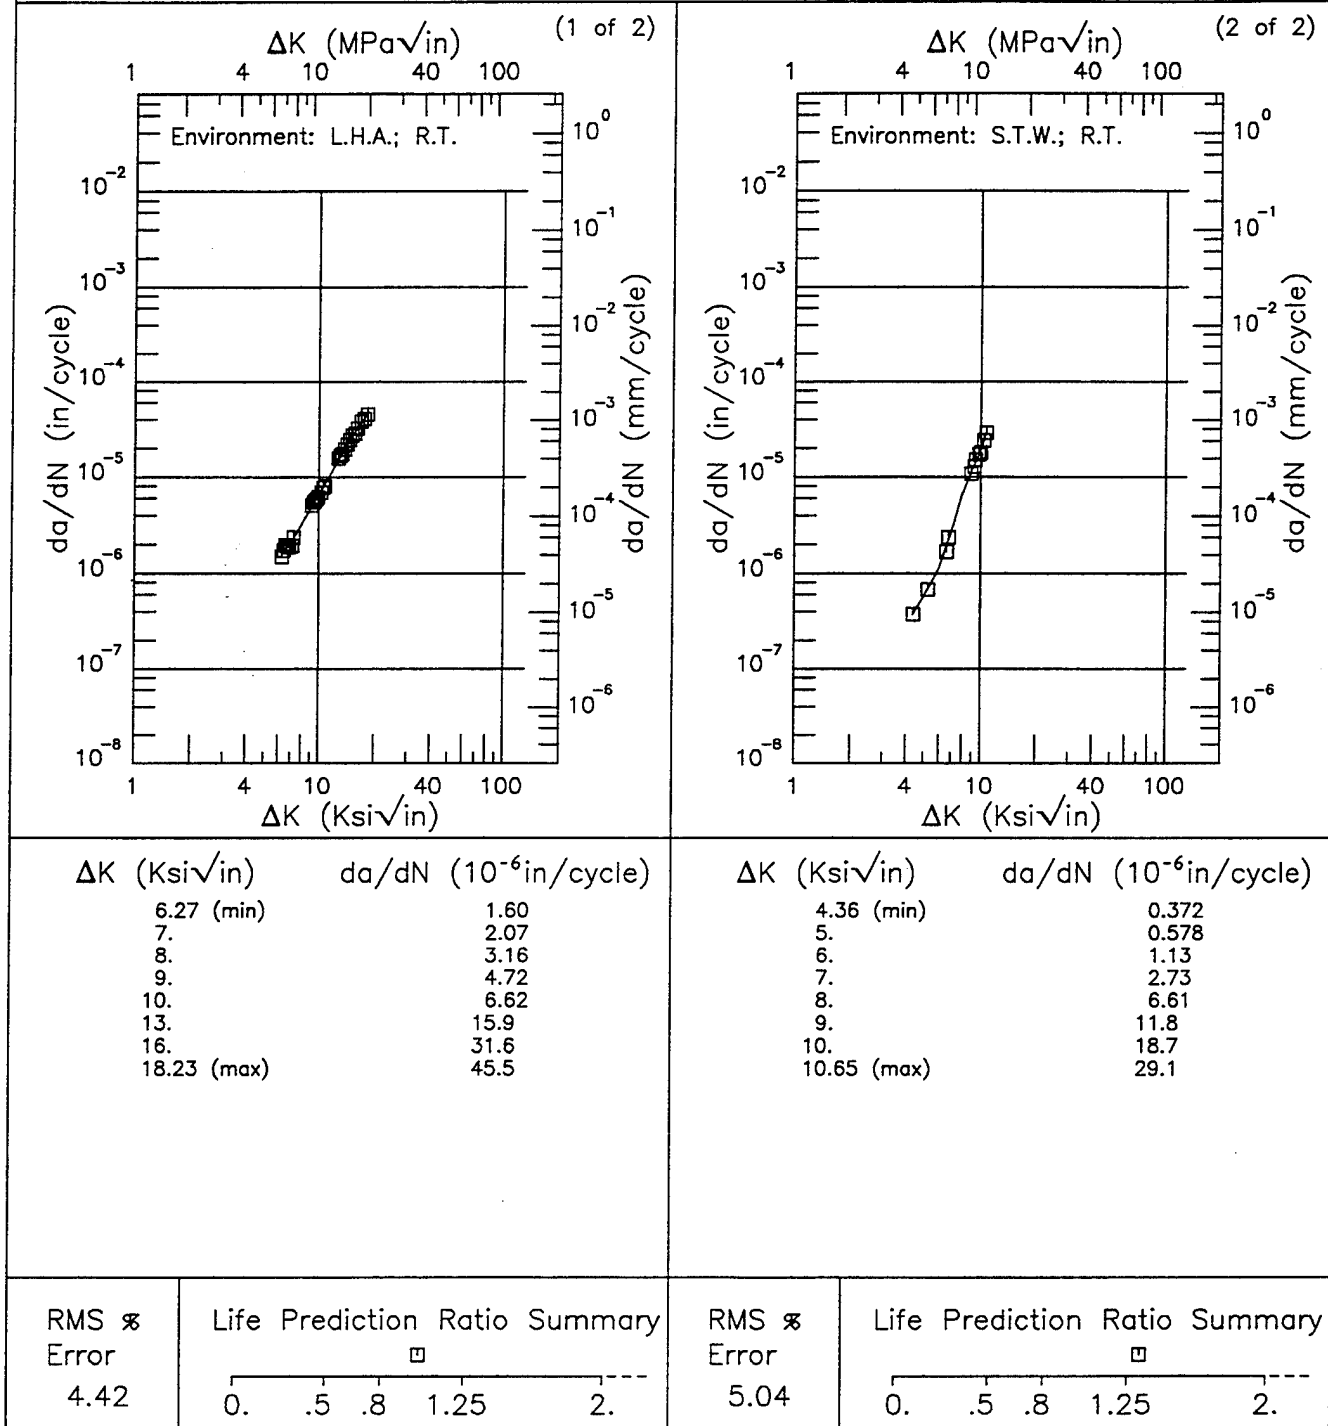 (1 of 2)
ΔK (MPa√in)
1 4 10 40 100
Environment: L.H.A.; R.T.
10⁰
10⁻²
10⁻¹
10⁻³
10⁻²
10⁻⁴
10⁻³
10⁻⁵
10⁻⁴
10⁻⁶
10⁻⁵
10⁻⁷
10⁻⁶
10⁻⁸
da/dN (in/cycle)
da/dN (mm/cycle)
1 4 10 40 100
ΔK (Ksi√in)
ΔK (Ksi√in) da/dN (10⁻⁶in/cycle)
6.27 (min) 1.60
7. 2.07
8. 3.16
9. 4.72
10. 6.62
13. 15.9
16. 31.6
18.23 (max) 45.5
RMS %
Error
4.42
Life Prediction Ratio Summary
0. .5 .8 1.25 2.
(2 of 2)
ΔK (MPa√in)
1 4 10 40 100
Environment: S.T.W.; R.T.
10⁰
10⁻²
10⁻¹
10⁻³
10⁻²
10⁻⁴
10⁻³
10⁻⁵
10⁻⁴
10⁻⁶
10⁻⁵
10⁻⁷
10⁻⁶
10⁻⁸
da/dN (in/cycle)
da/dN (mm/cycle)
1 4 10 40 100
ΔK (Ksi√in)
ΔK (Ksi√in) da/dN (10⁻⁶in/cycle)
4.36 (min) 0.372
5. 0.578
6. 1.13
7. 2.73
8. 6.61
9. 11.8
10. 18.7
10.65 (max) 29.1
RMS %
Error
5.04
Life Prediction Ratio Summary
0. .5 .8 1.25 2.